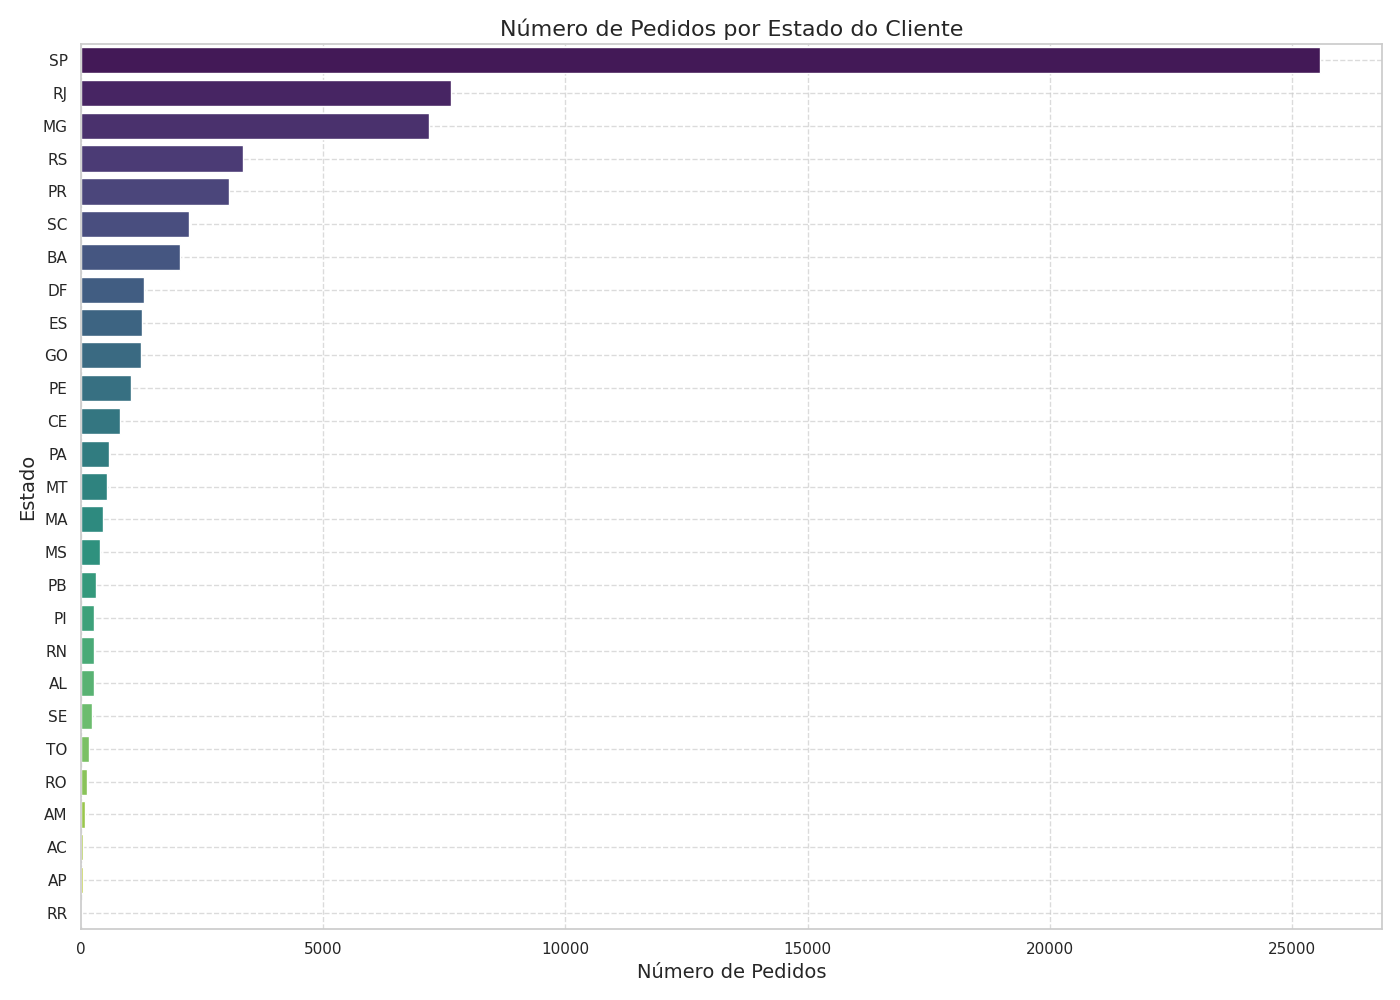 Número de Pedidos por Estado do Cliente
Estado
SP
RJ
MG
RS
PR
SC
BA
DF
ES
GO
PE
CE
PA
MT
MA
MS
PB
PI
RN
AL
SE
TO
RO
AM
AC
AP
RR
0 5000 10000 15000 20000 25000
Número de Pedidos